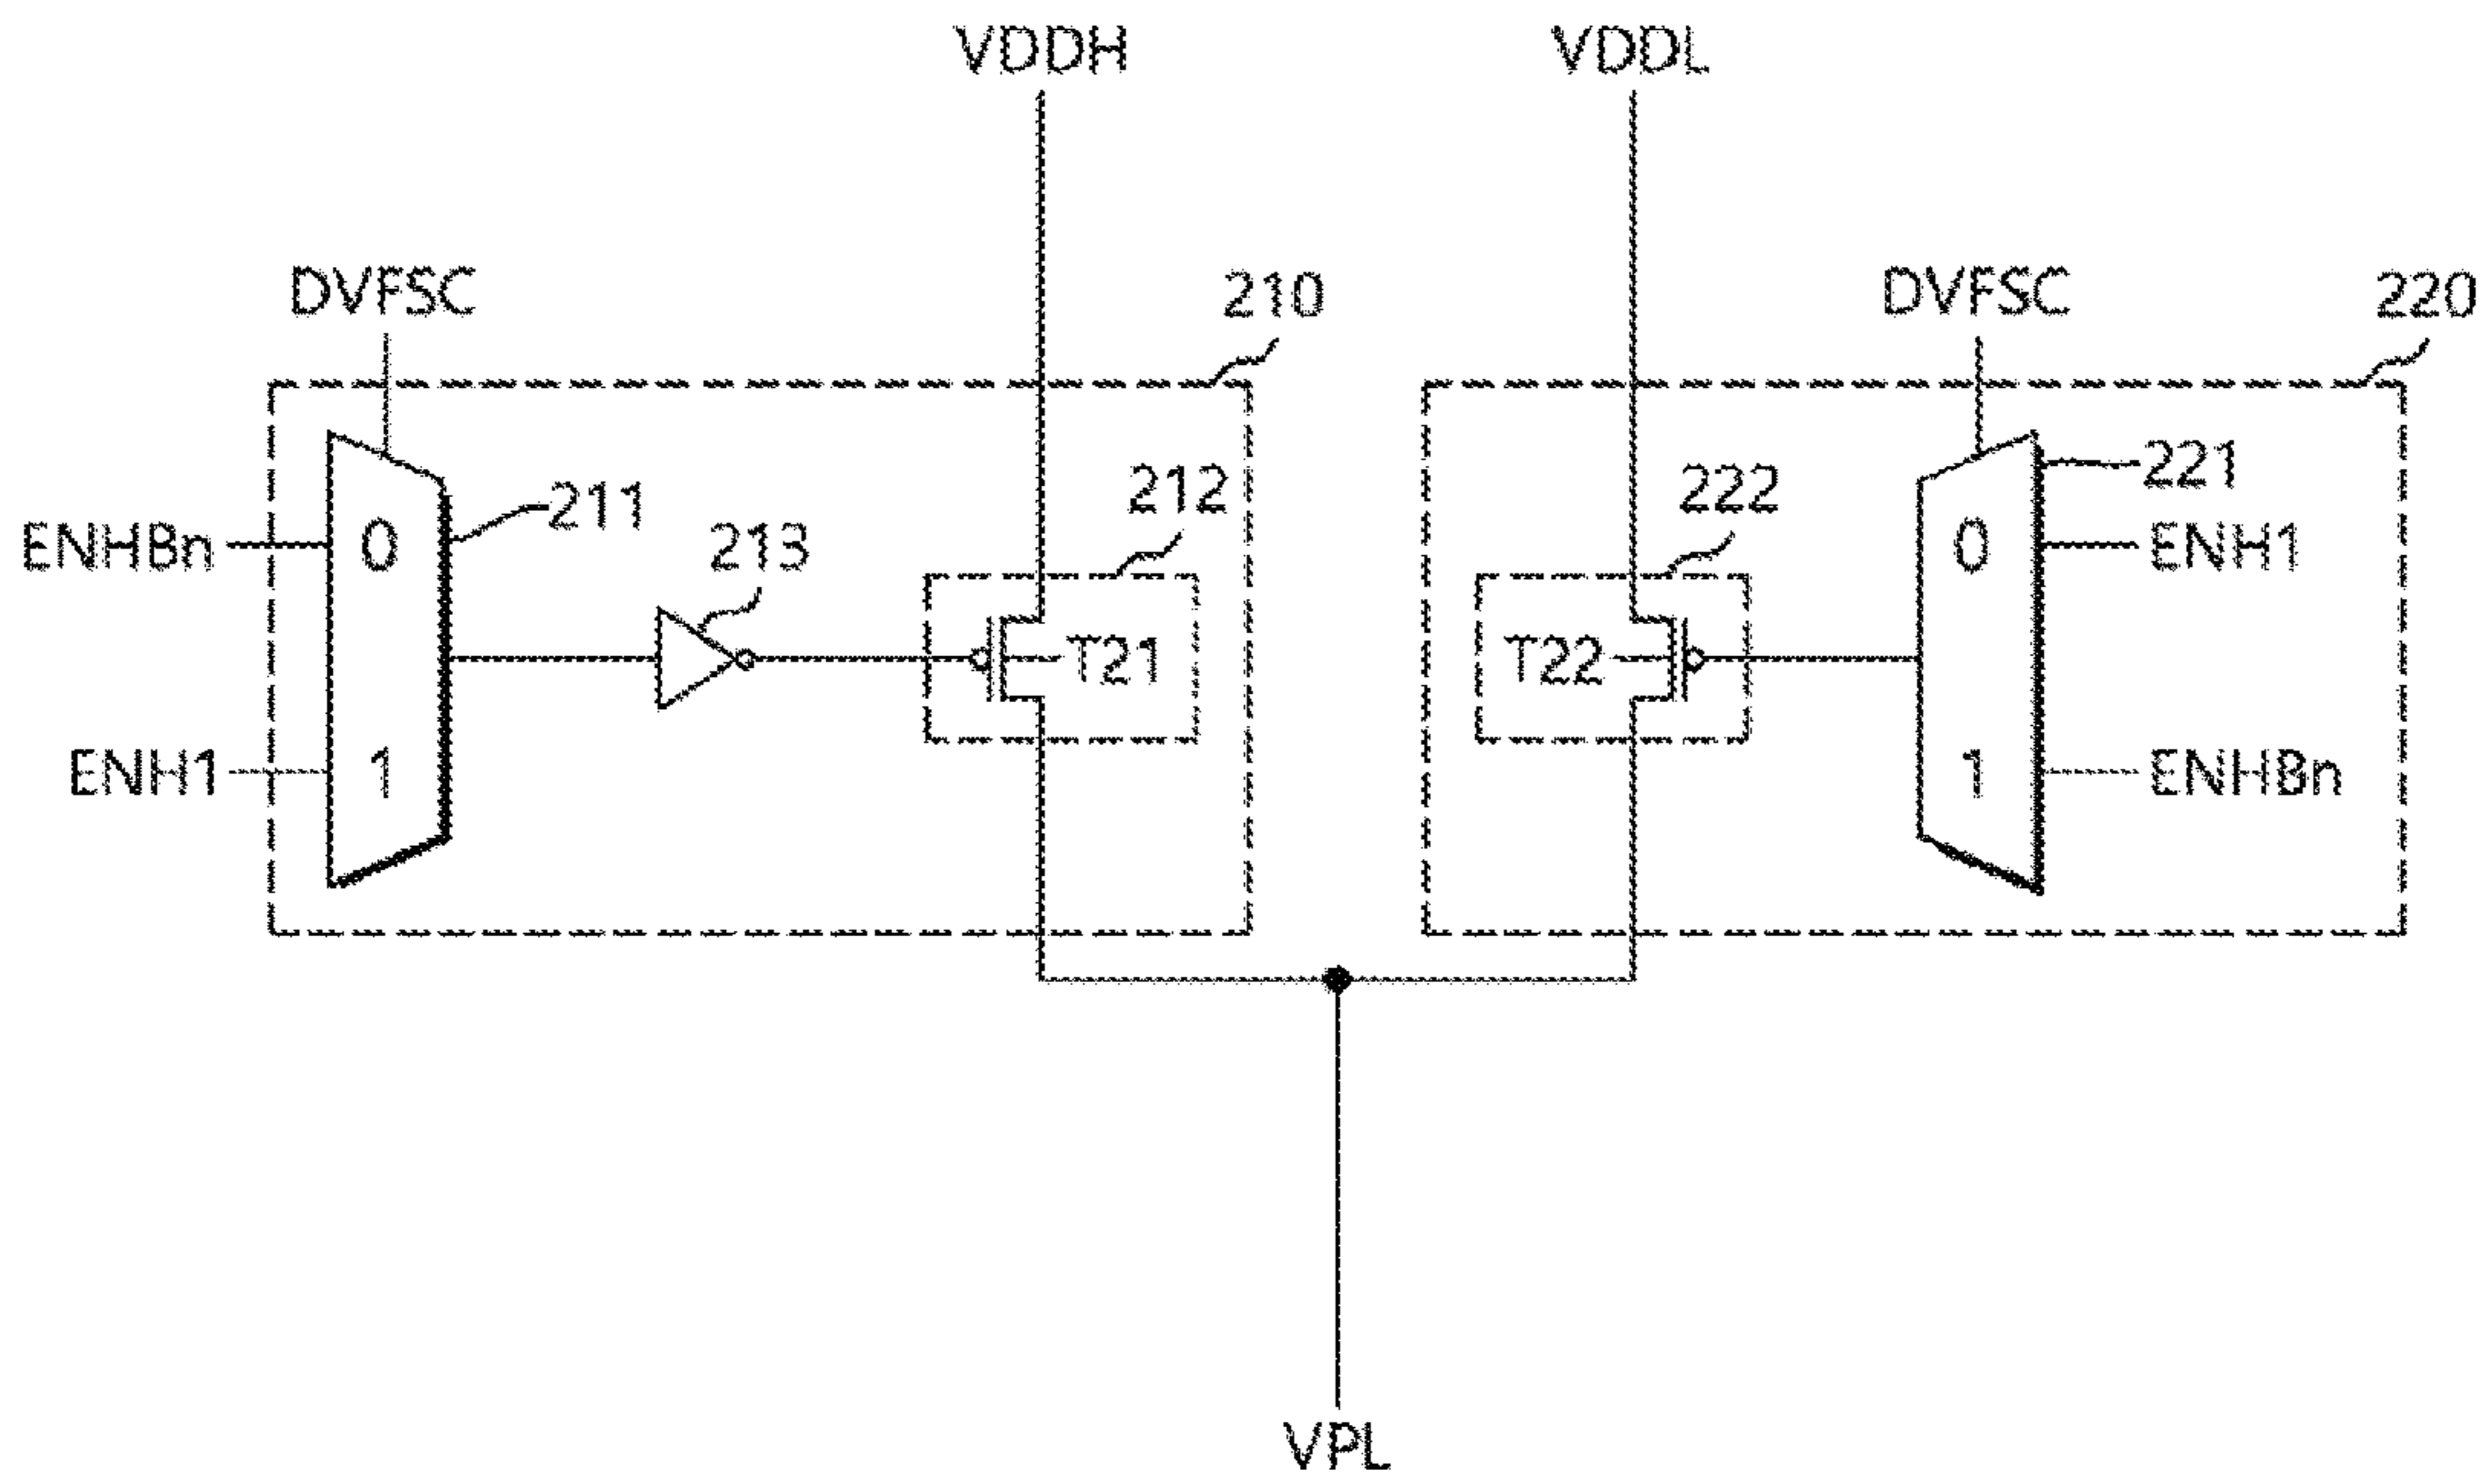 VDDH VDDL
DVFSC 210 DVFSC 220
211 212 222 221
ENHBn 0 213 0 ENH1
T21 T22
ENH1 1 1 ENHBn
VPL